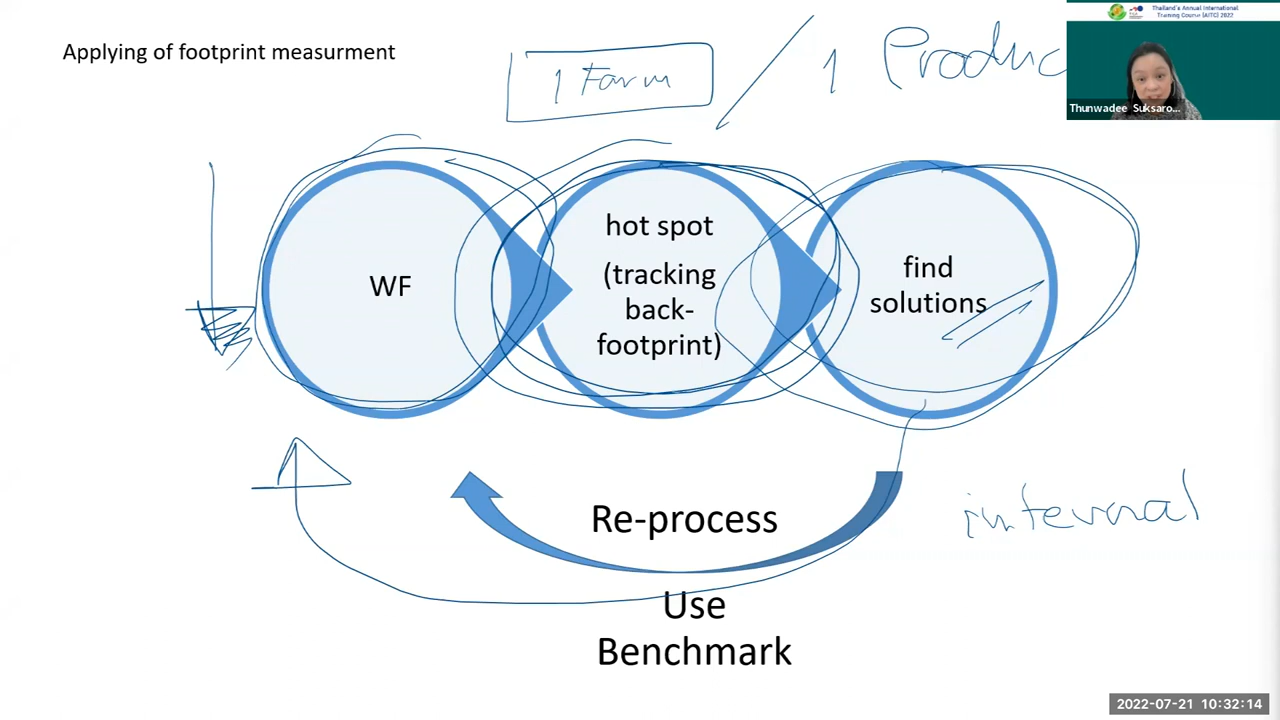 Thailand's Annual International
Training Course (AITC) 2022
Applying of footprint measurment
1 Farm
1 Produc
Thunwadee Suksaro...
WF
hot spot
(tracking
back-
footprint)
find
solutions
internal
Re-process
Use
Benchmark
2022-07-21 10:32:14